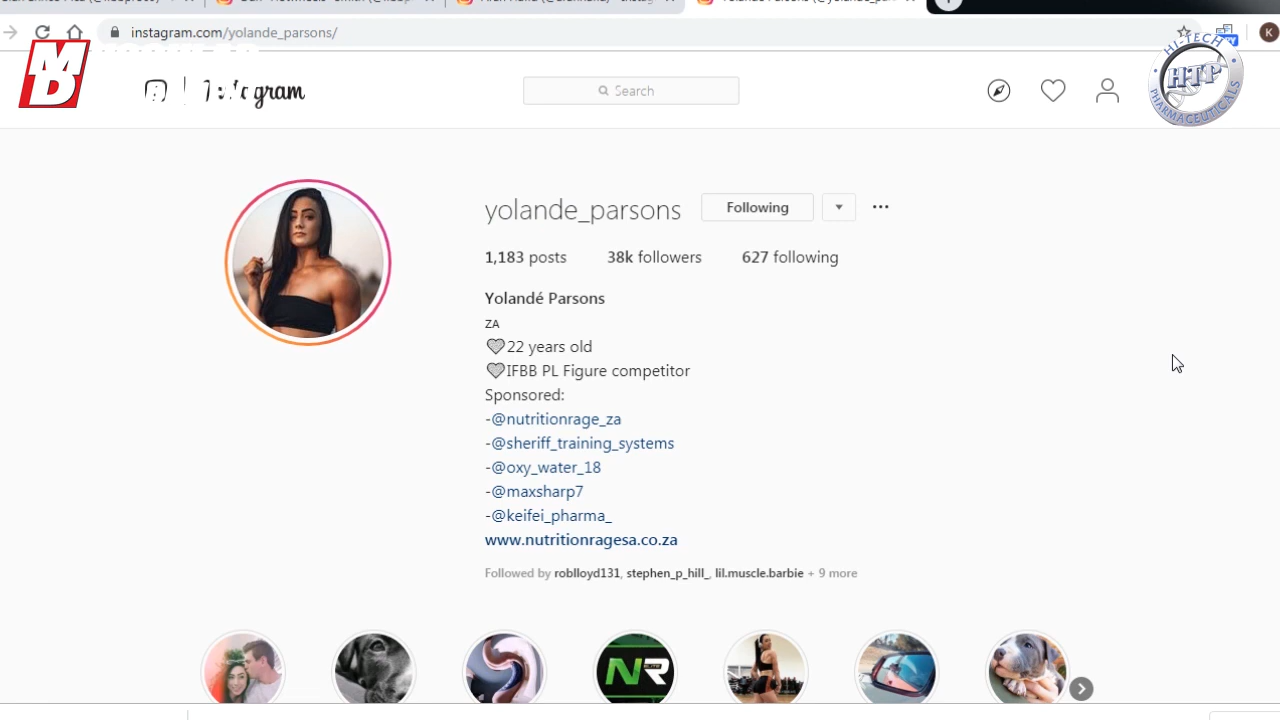 instagram.com/yolande_parsons/
K
MD
Search
HI-TECH
HTP
PHARMACEUTICALS
yolande_parsons
Following
1,183 posts 38k followers 627 following
Yolandé Parsons
ZA
22 years old
IFBB PL Figure competitor
Sponsored:
-@nutritionrage_za
-@sheriff_training_systems
-@oxy_water_18
-@maxsharp7
-@keifei_pharma_
www.nutritionragesa.co.za
Followed by roblloyd131, stephen_p_hill_, lil.muscle.barbie + 9 more
NR